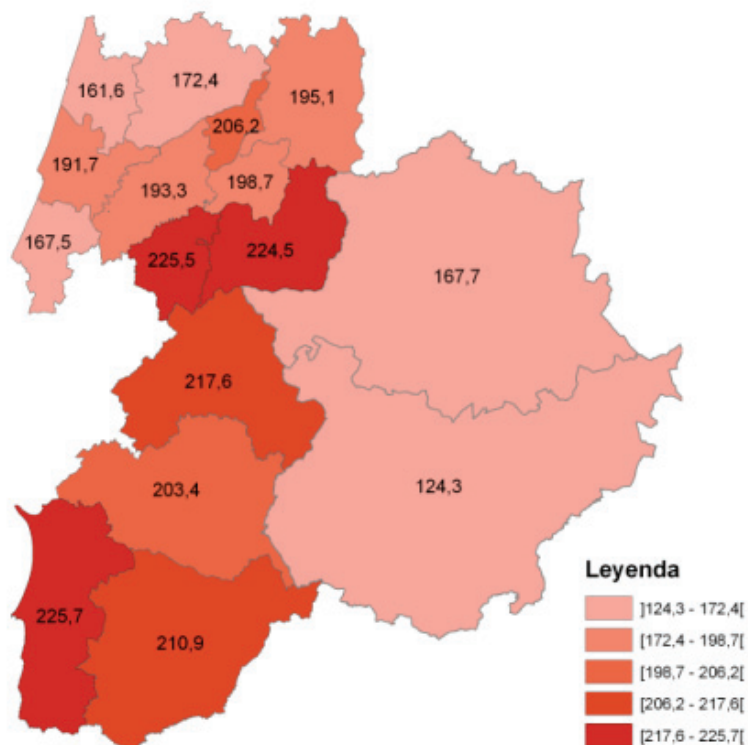 161,6
172,4
195,1
206,2
191,7
193,3
198,7
167,5
225,5
224,5
167,7
217,6
124,3
203,4
225,7
210,9
Leyenda
]124,3 - 172,4[
[172,4 - 198,7[
[198,7 - 206,2[
[206,2 - 217,6[
[217,6 - 225,7[